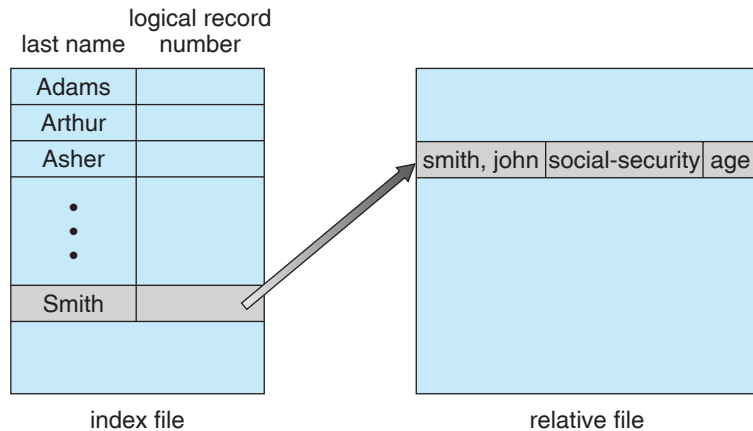 last name
logical record
number
Adams
Arthur
Asher
Smith
index file
smith, john
social-security
age
relative file